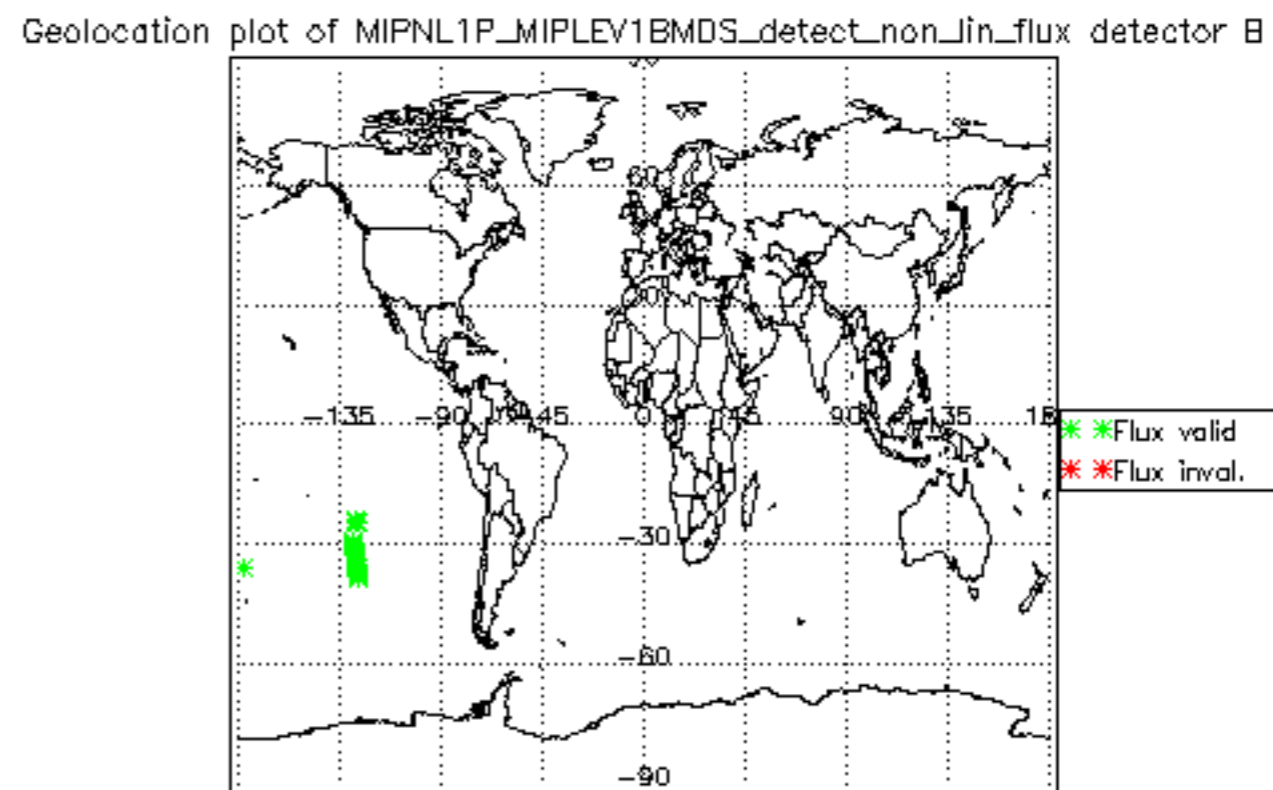 Geolocation plot of MIPNL1P_MIPLEV1BMDS_detect_non_lin_flux detector B
60
-135 -90 45 0 45 90 135
Flux valid
Flux inval.
-30
-60
-90